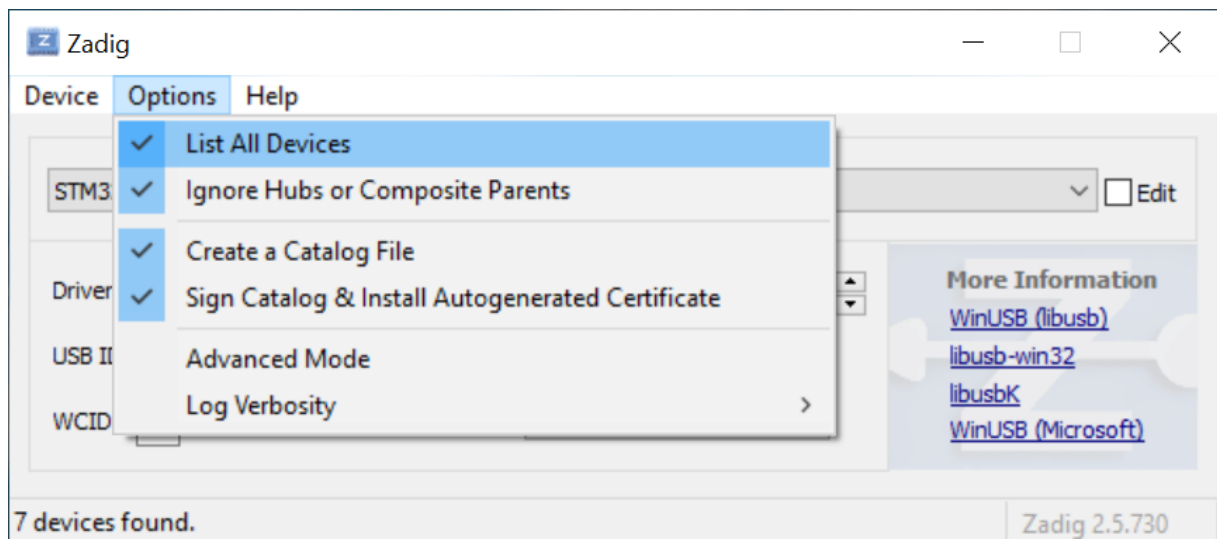 Zadig
Device Options Help
List All Devices
STM3 Ignore Hubs or Composite Parents Edit
Create a Catalog File
Driver Sign Catalog & Install Autogenerated Certificate
More Information
WinUSB (libusb)
USB ID Advanced Mode
libusb-win32
Log Verbosity
libusbK
WCID
WinUSB (Microsoft)
7 devices found. Zadig 2.5.730